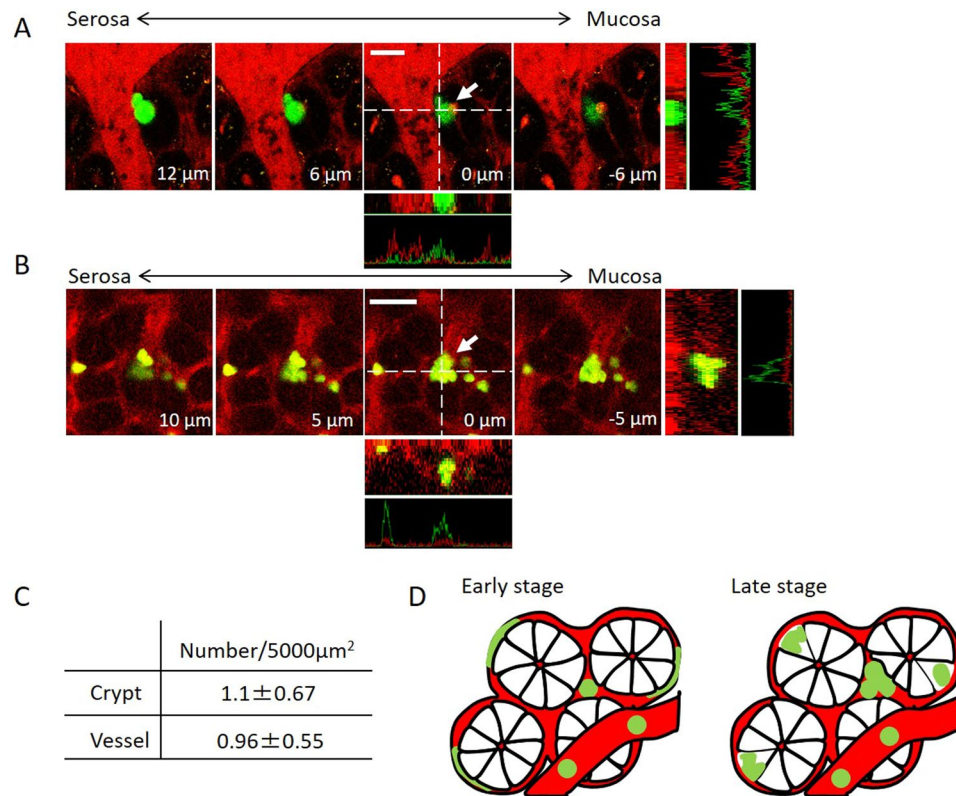 A
Serosa
Mucosa
12 µm
6 µm
0 µm
-6 µm
B
Serosa
Mucosa
10 µm
5 µm
0 µm
-5 µm
C
Number/5000µm²
Crypt
1.1±0.67
Vessel
0.96±0.55
D
Early stage
Late stage